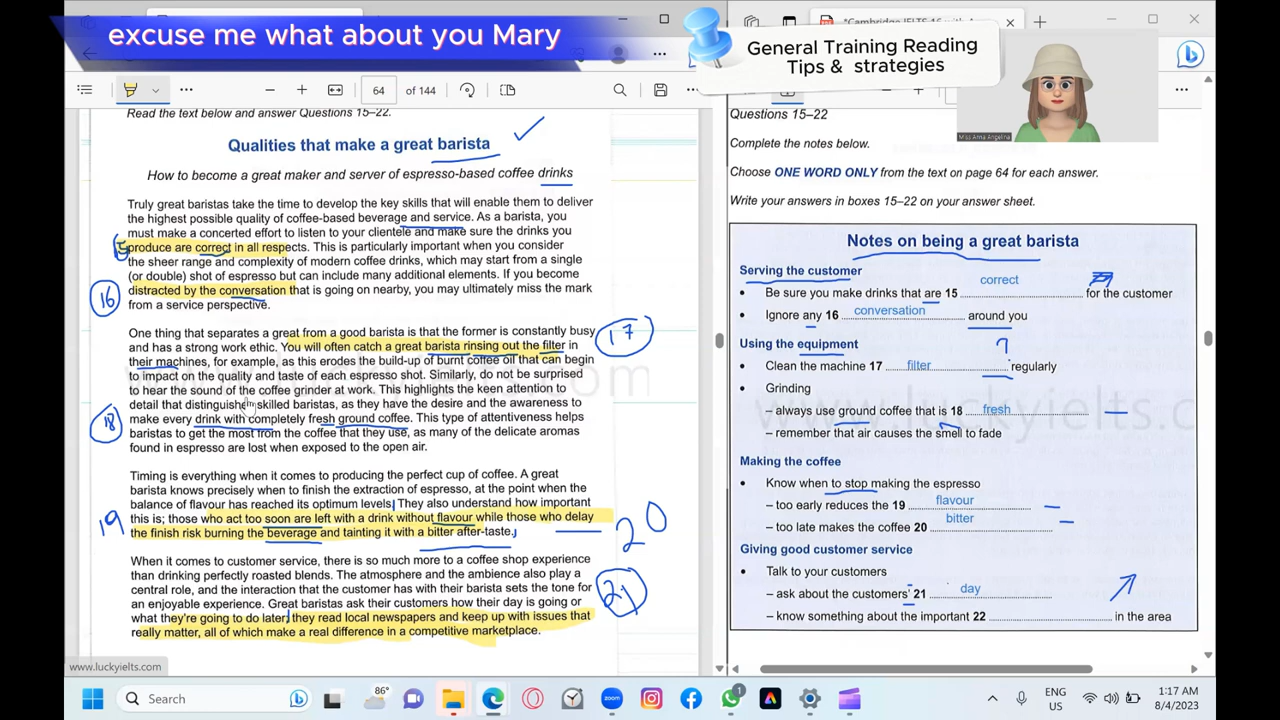 excuse me what about you Mary
General Training Reading
Tips & strategies
64 of 144
Miss Anna Angelina
Read the text below and answer Questions 15–22.
Qualities that make a great barista
How to become a great maker and server of espresso-based coffee drinks
Truly great baristas take the time to develop the key skills that will enable them to deliver
the highest possible quality of coffee-based beverage and service. As a barista, you
must make a concerted effort to listen to your clientele and make sure the drinks you
15
produce are correct in all respects. This is particularly important when you consider
the sheer range and complexity of modern coffee drinks, which may start from a single
(or double) shot of espresso but can include many additional elements. If you become
16
distracted by the conversation that is going on nearby, you may ultimately miss the mark
from a service perspective.
One thing that separates a great from a good barista is that the former is constantly busy
and has a strong work ethic. You will often catch a great barista rinsing out the filter in
17
their machines, for example, as this erodes the build-up of burnt coffee oil that can begin
to impact on the quality and taste of each espresso shot. Similarly, do not be surprised
to hear the sound of the coffee grinder at work. This highlights the keen attention to
detail that distinguishes skilled baristas, as they have the desire and the awareness to
18
make every drink with completely fresh ground coffee. This type of attentiveness helps
baristas to get the most from the coffee that they use, as many of the delicate aromas
found in espresso are lost when exposed to the open air.
Timing is everything when it comes to producing the perfect cup of coffee. A great
barista knows precisely when to finish the extraction of espresso, at the point when the
balance of flavour has reached its optimum levels. They also understand how important
19
this is; those who act too soon are left with a drink without flavour while those who delay
20
the finish risk burning the beverage and tainting it with a bitter after-taste.
When it comes to customer service, there is so much more to a coffee shop experience
than drinking perfectly roasted blends. The atmosphere and the ambience also play a
central role, and the interaction that the customer has with their barista sets the tone for
an enjoyable experience. Great baristas ask their customers how their day is going or
21
what they're going to do later, they read local newspapers and keep up with issues that
really matter, all of which make a real difference in a competitive marketplace.
www.luckyielts.com
Questions 15–22
Complete the notes below.
Choose ONE WORD ONLY from the text on page 64 for each answer.
Write your answers in boxes 15–22 on your answer sheet.
Notes on being a great barista
Serving the customer
• Be sure you make drinks that are 15 correct for the customer
• Ignore any 16 conversation around you
Using the equipment
?
• Clean the machine 17 filter regularly
• Grinding
– always use ground coffee that is 18 fresh
– remember that air causes the smell to fade
www.luckyielts.com
Making the coffee
• Know when to stop making the espresso
– too early reduces the 19 flavour
– too late makes the coffee 20 bitter
Giving good customer service
• Talk to your customers
– ask about the customers' 21 day
– know something about the important 22 in the area
Search
86°
zoom
1
ENG
US
1:17 AM
8/4/2023